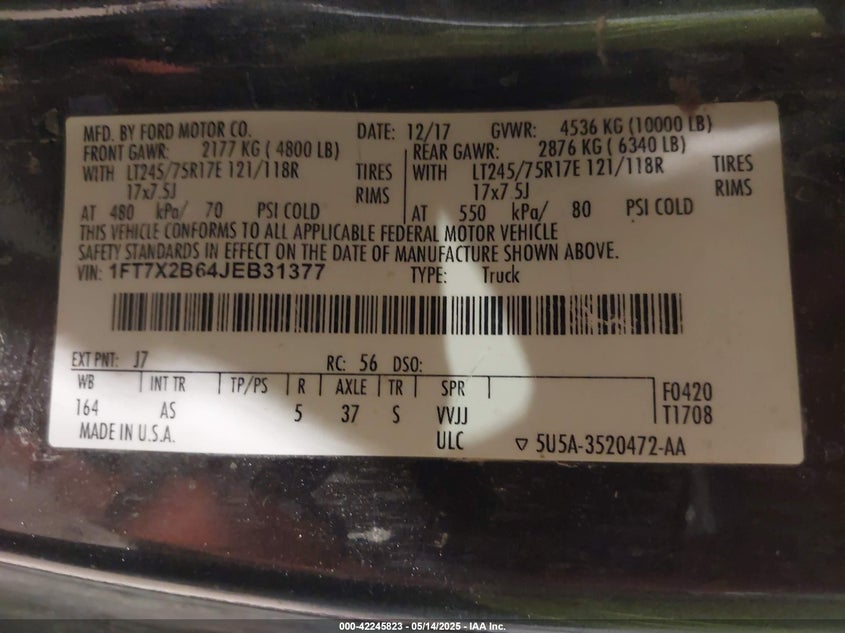 MFD. BY FORD MOTOR CO. DATE: 12/17 GVWR: 4536 KG (10000 LB)
FRONT GAWR: 2177 KG ( 4800 LB) REAR GAWR: 2876 KG ( 6340 LB)
WITH LT245/75R17E 121/118R TIRES WITH LT245/75R17E 121/118R TIRES
17x7.5J RIMS 17x7.5J RIMS
AT 480 kPa/ 70 PSI COLD AT 550 kPa/ 80 PSI COLD
THIS VEHICLE CONFORMS TO ALL APPLICABLE FEDERAL MOTOR VEHICLE
SAFETY STANDARDS IN EFFECT ON THE DATE OF MANUFACTURE SHOWN ABOVE.
VIN: 1FT7X2B64JEB31377 TYPE: Truck
EXT PNT: J7 RC: 56 DSO:
WB INT TR TP/PS R AXLE TR SPR F0420
164 AS 5 37 S VVJJ T1708
MADE IN U.S.A. ULC ▽ 5U5A-3520472-AA
000-42245823 - 05/14/2025 - IAA Inc.